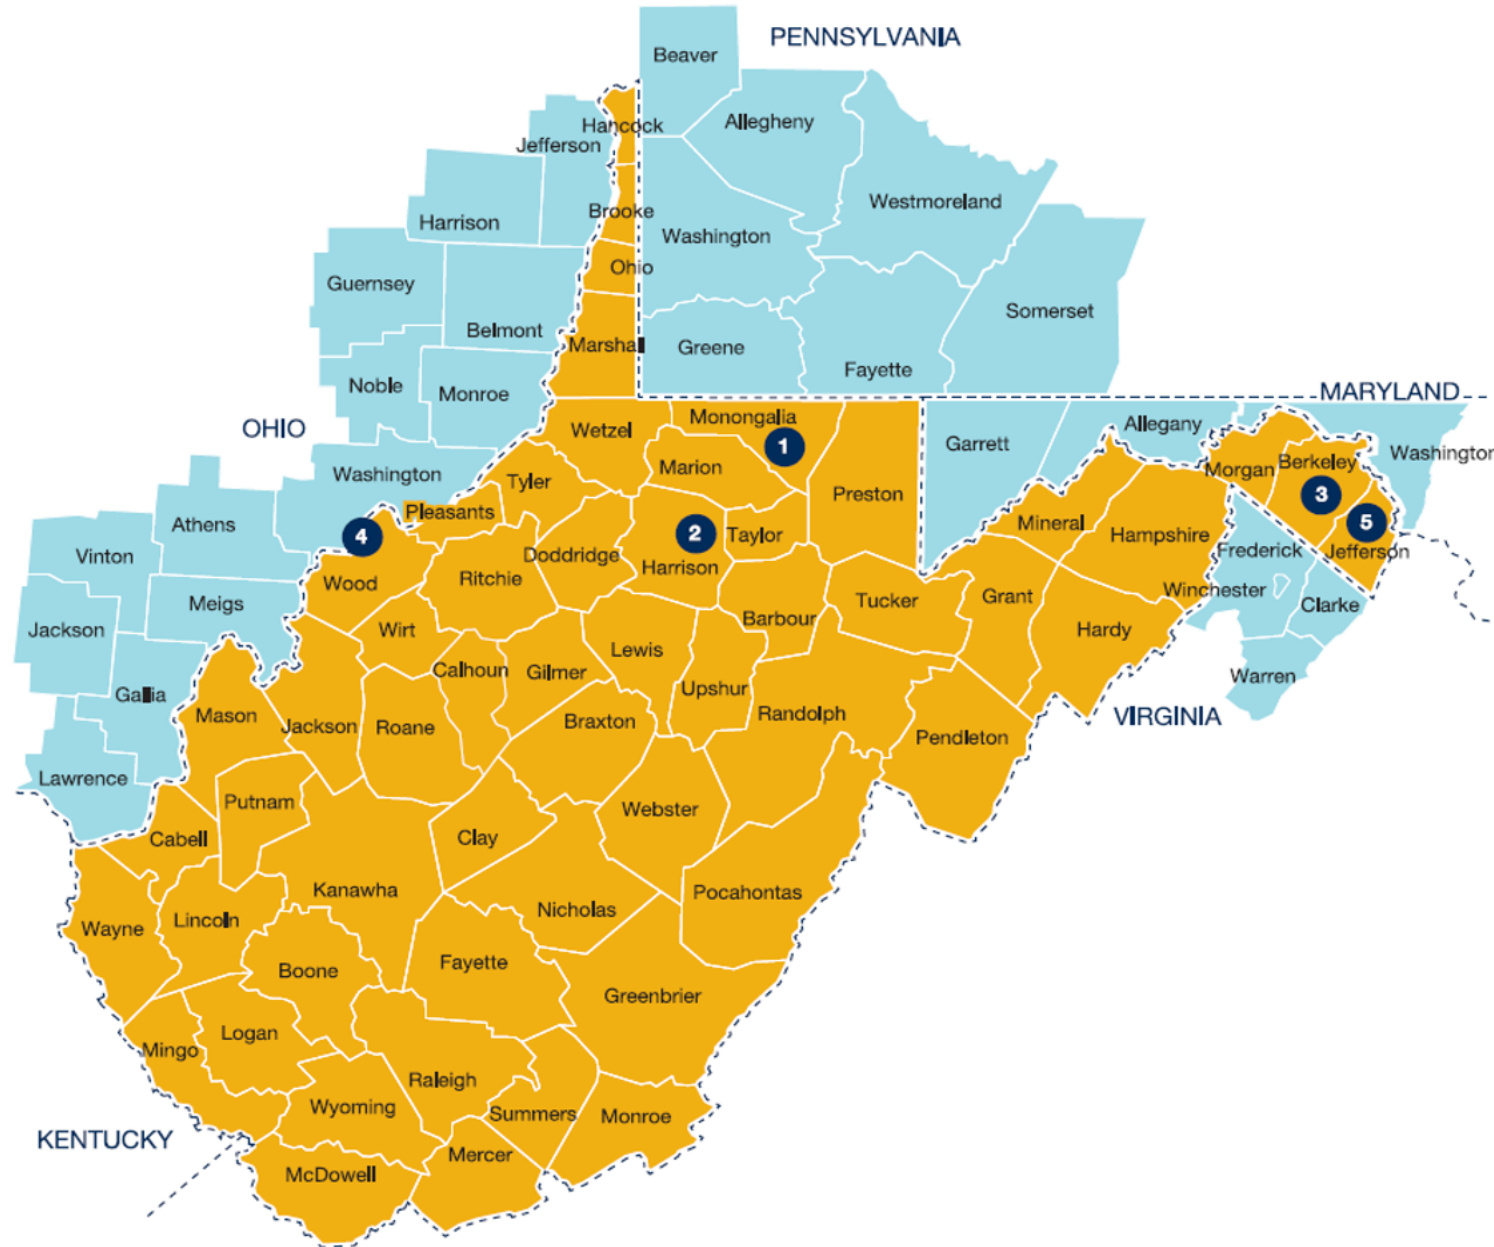 PENNSYLVANIA
Beaver
Allegheny
Hancock
Jefferson
Westmoreland
Brooke
Harrison
Washington
Ohio
Guernsey
Somerset
Belmont
Marshall
Greene
Fayette
Noble
Monroe
MARYLAND
OHIO
Monongalia
Allegany
Wetzel
1
Garrett
Washington
Marion
Morgan
Berkeley
Washington
Tyler
Preston
3
Pleasants
Mineral
5
Athens
4
2
Taylor
Hampshire
Vinton
Doddridge
Frederick
Jefferson
Harrison
Ritchie
Wood
Winchester
Meigs
Tucker
Grant
Clarke
Jackson
Wirt
Barbour
Hardy
Lewis
Calhoun
Gilmer
Warren
Gallia
Upshur
Mason
Jackson
Roane
Braxton
Randolph
VIRGINIA
Pendleton
Lawrence
Putnam
Webster
Cabell
Clay
Kanawha
Pocahontas
Nicholas
Lincoln
Wayne
Fayette
Boone
Greenbrier
Logan
Mingo
Raleigh
Wyoming
Summers
Monroe
KENTUCKY
Mercer
McDowell